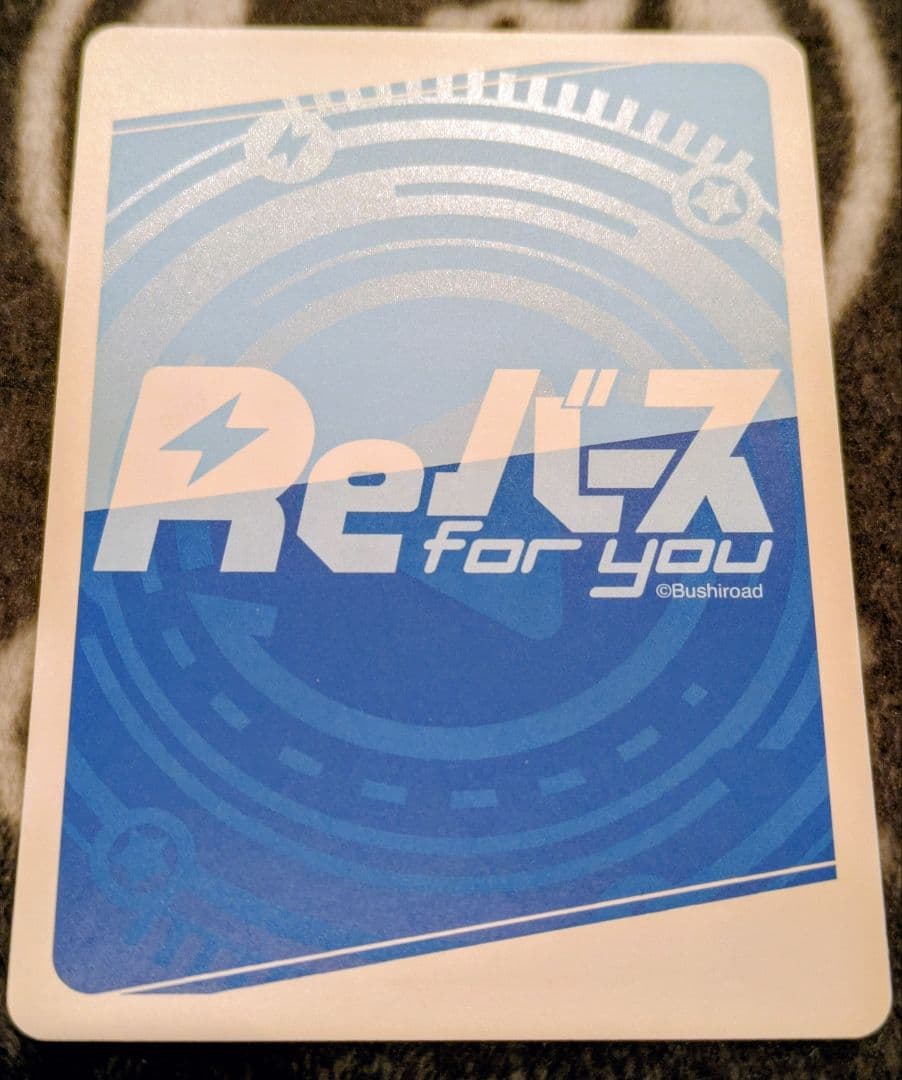 Reバース
for you
©Bushiroad